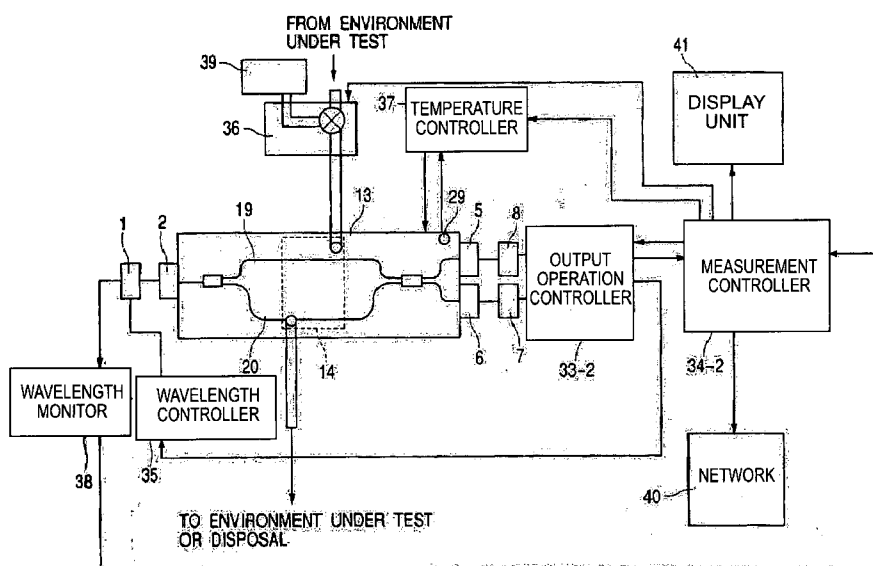 FROM ENVIRONMENT
UNDER TEST
39
36
37
TEMPERATURE
CONTROLLER
41
DISPLAY
UNIT
1
2
19
13
29
5
8
OUTPUT
OPERATION
CONTROLLER
MEASUREMENT
CONTROLLER
20
14
6
7
33-2
34-2
WAVELENGTH
MONITOR
WAVELENGTH
CONTROLLER
38
35
40
NETWORK
TO ENVIRONMENT UNDER TEST
OR DISPOSAL